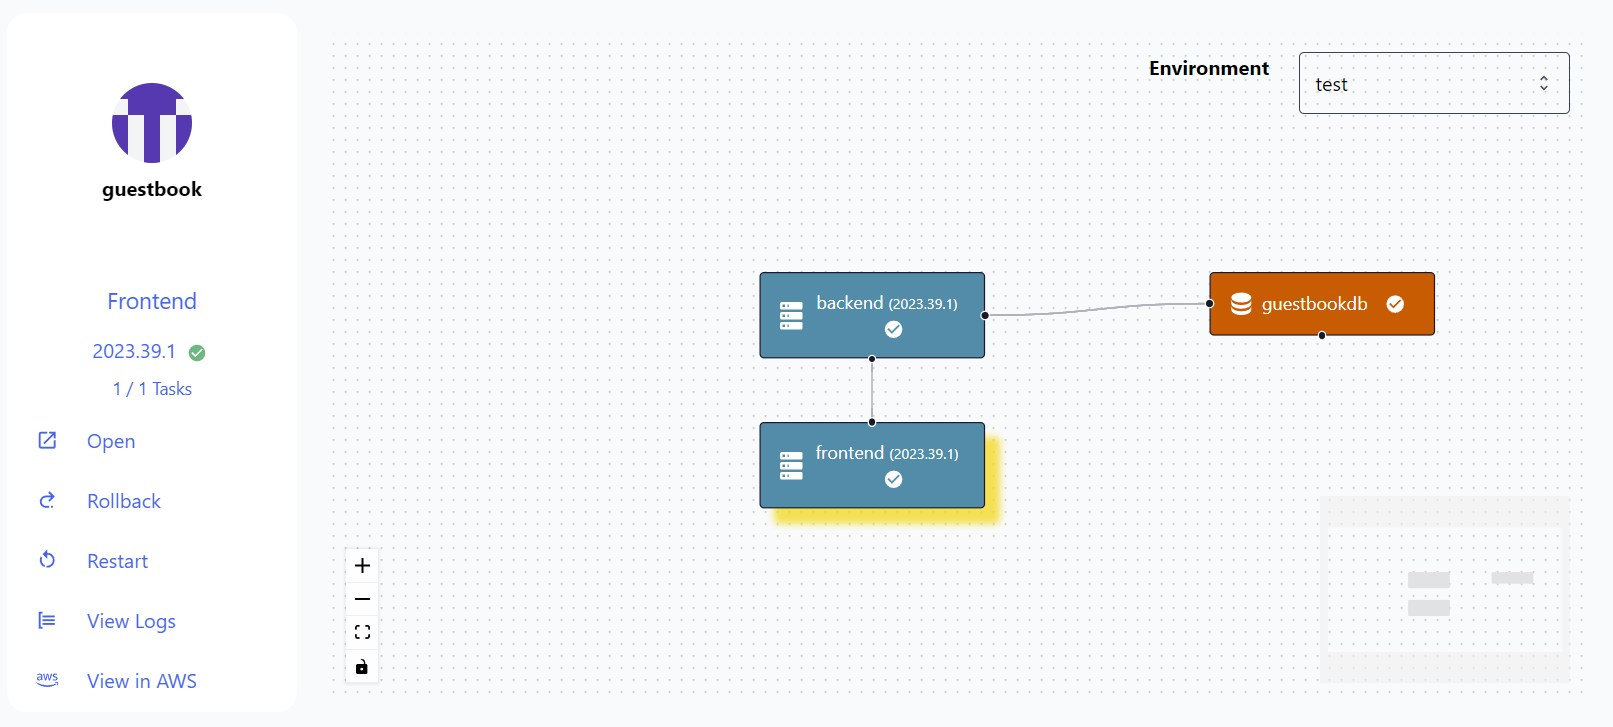 guestbook
Frontend
2023.39.1
1 / 1 Tasks
Open
Rollback
Restart
View Logs
aws View in AWS
Environment
test
backend (2023.39.1)
guestbookdb
frontend (2023.39.1)